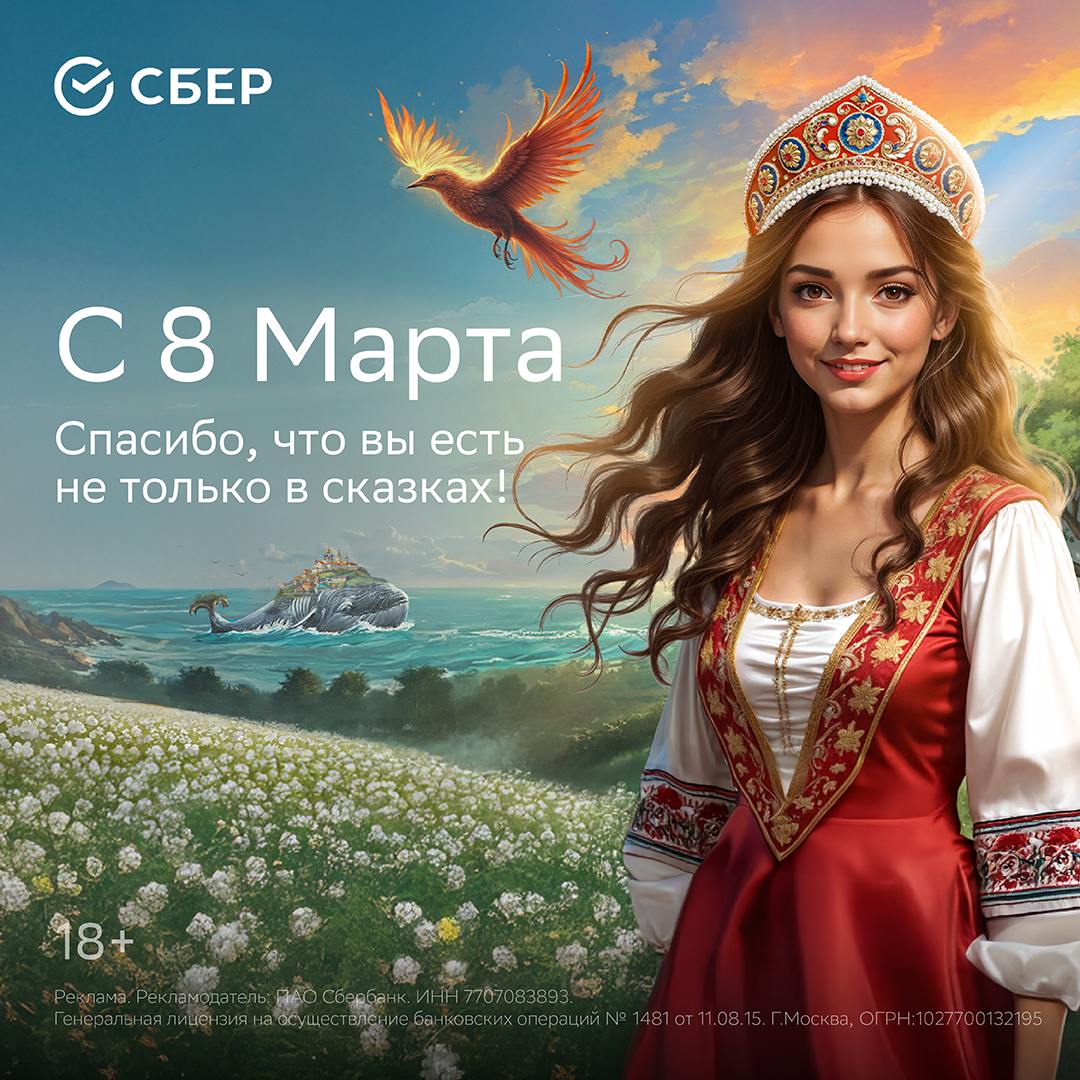 СБЕР
С 8 Марта
Спасибо, что вы есть
не только в сказках!
18+
Реклама. Рекламодатель: ПАО Сбербанк. ИНН 7707083893.
Генеральная лицензия на осуществление банковских операций № 1481 от 11.08.15. Г.Москва, ОГРН:1027700132195